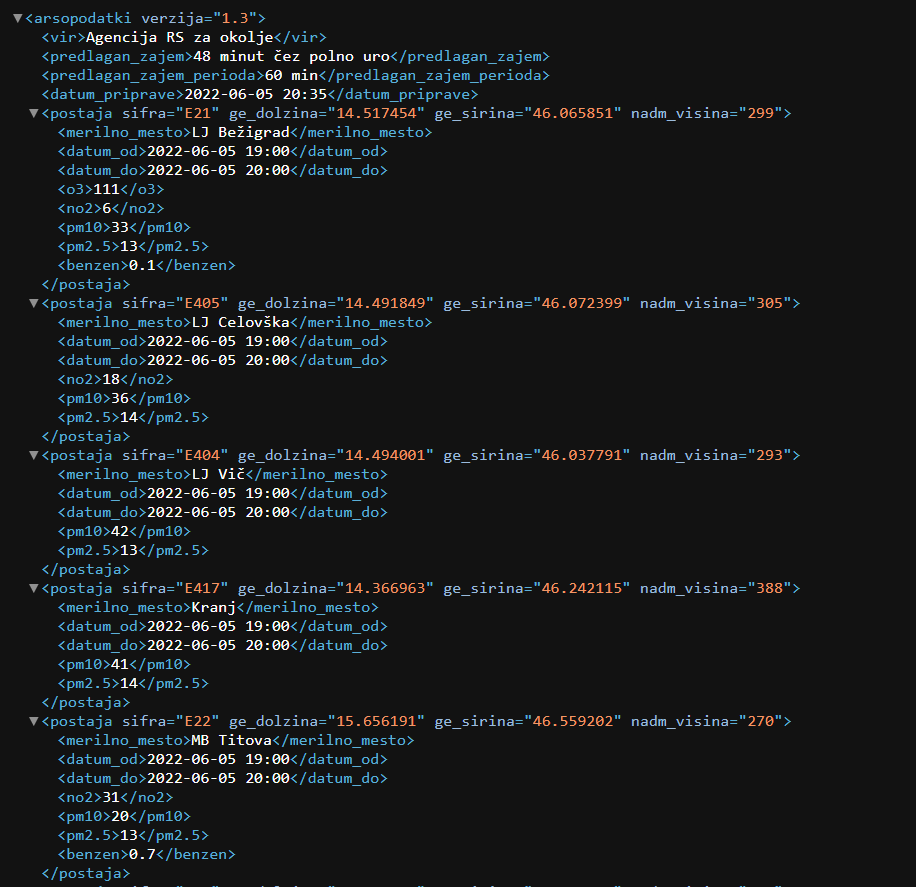 ▼<arsopodatki verzija="1.3">
<vir>Agencija RS za okolje</vir>
<predlagan_zajem>48 minut čez polno uro</predlagan_zajem>
<predlagan_zajem_perioda>60 min</predlagan_zajem_perioda>
<datum_priprave>2022-06-05 20:35</datum_priprave>
▼<postaja sifra="E21" ge_dolzina="14.517454" ge_sirina="46.065851" nadm_visina="299">
<merilno_mesto>LJ Bežigrad</merilno_mesto>
<datum_od>2022-06-05 19:00</datum_od>
<datum_do>2022-06-05 20:00</datum_do>
<o3>111</o3>
<no2>6</no2>
<pm10>33</pm10>
<pm2.5>13</pm2.5>
<benzen>0.1</benzen>
</postaja>
▼<postaja sifra="E405" ge_dolzina="14.491849" ge_sirina="46.072399" nadm_visina="305">
<merilno_mesto>LJ Celovška</merilno_mesto>
<datum_od>2022-06-05 19:00</datum_od>
<datum_do>2022-06-05 20:00</datum_do>
<no2>18</no2>
<pm10>36</pm10>
<pm2.5>14</pm2.5>
</postaja>
▼<postaja sifra="E404" ge_dolzina="14.494001" ge_sirina="46.037791" nadm_visina="293">
<merilno_mesto>LJ Vič</merilno_mesto>
<datum_od>2022-06-05 19:00</datum_od>
<datum_do>2022-06-05 20:00</datum_do>
<pm10>42</pm10>
<pm2.5>13</pm2.5>
</postaja>
▼<postaja sifra="E417" ge_dolzina="14.366963" ge_sirina="46.242115" nadm_visina="388">
<merilno_mesto>Kranj</merilno_mesto>
<datum_od>2022-06-05 19:00</datum_od>
<datum_do>2022-06-05 20:00</datum_do>
<pm10>41</pm10>
<pm2.5>14</pm2.5>
</postaja>
▼<postaja sifra="E22" ge_dolzina="15.656191" ge_sirina="46.559202" nadm_visina="270">
<merilno_mesto>MB Titova</merilno_mesto>
<datum_od>2022-06-05 19:00</datum_od>
<datum_do>2022-06-05 20:00</datum_do>
<no2>31</no2>
<pm10>20</pm10>
<pm2.5>13</pm2.5>
<benzen>0.7</benzen>
</postaja>